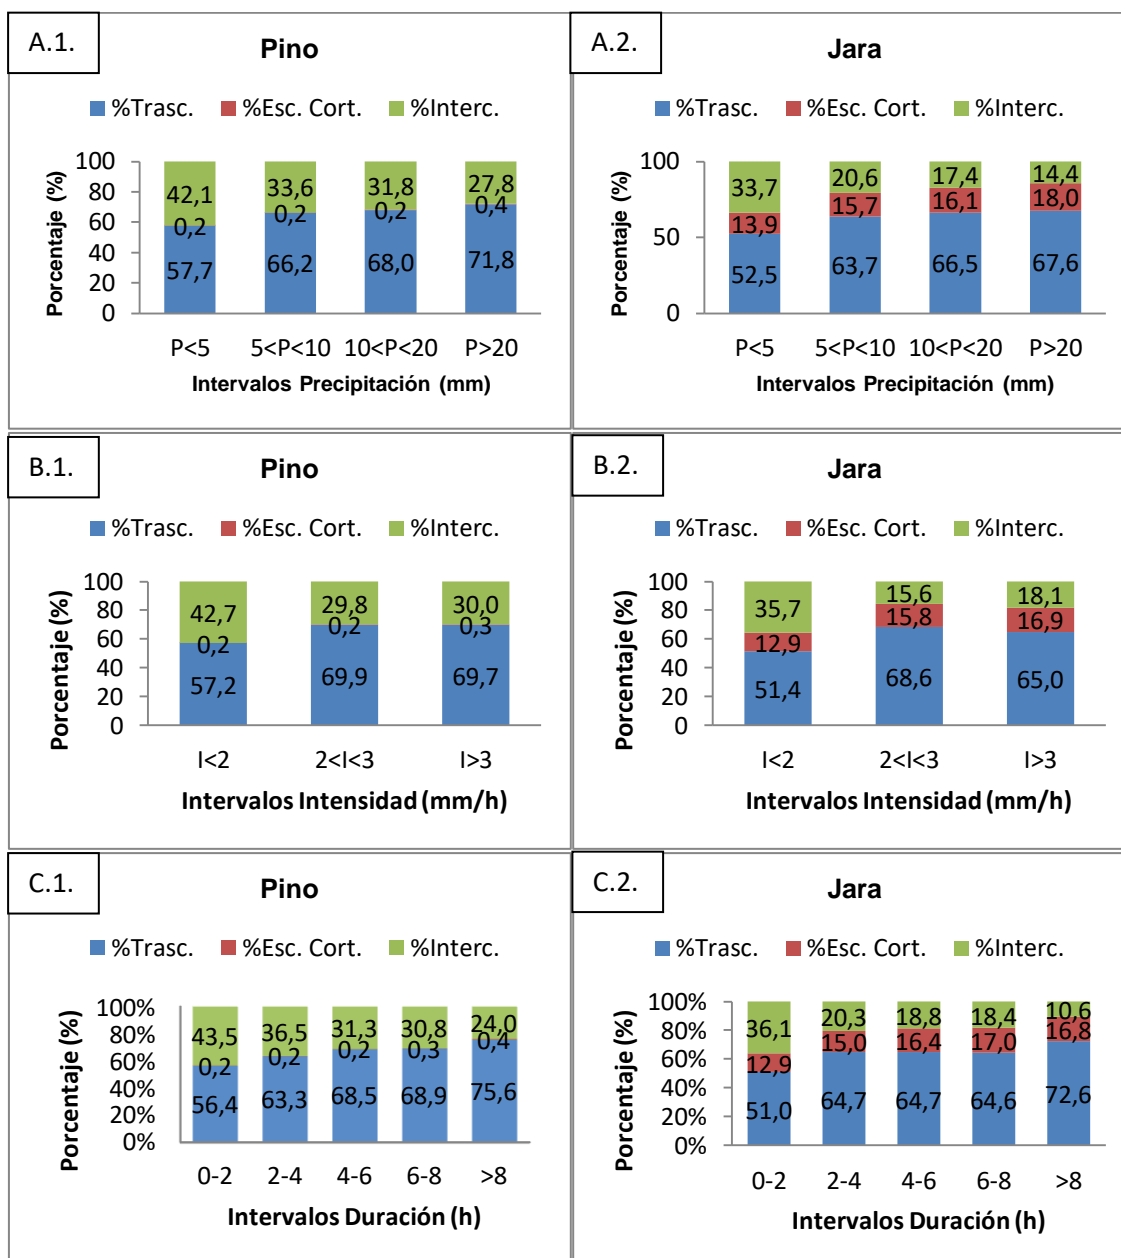 A.1.
Pino
%Trasc. %Esc. Cort. %Interc.
Porcentaje (%)
100
80
60
40
20
0
42,1 33,6 31,8 27,8
0,2 0,2 0,2 0,4
57,7 66,2 68,0 71,8
P<5 5<P<10 10<P<20 P>20
Intervalos Precipitación (mm)
A.2.
Jara
%Trasc. %Esc. Cort. %Interc.
Porcentaje (%)
100
50
0
33,7 20,6 17,4 14,4
13,9 15,7 16,1 18,0
52,5 63,7 66,5 67,6
P<5 5<P<10 10<P<20 P>20
Intervalos Precipitación (mm)
B.1.
Pino
%Trasc. %Esc. Cort. %Interc.
Porcentaje (%)
100
80
60
40
20
0
42,7 29,8 30,0
0,2 0,2 0,3
57,2 69,9 69,7
I<2 2<I<3 I>3
Intervalos Intensidad (mm/h)
B.2.
Jara
%Trasc. %Esc. Cort. %Interc.
Porcentaje (%)
100
80
60
40
20
0
35,7 15,6 18,1
12,9 15,8 16,9
51,4 68,6 65,0
I<2 2<I<3 I>3
Intervalos Intensidad (mm/h)
C.1.
Pino
%Trasc. %Esc. Cort. %Interc.
Porcentaje (%)
100%
80%
60%
40%
20%
0%
43,5 36,5 31,3 30,8 24,0
0,2 0,2 0,2 0,3 0,4
56,4 63,3 68,5 68,9 75,6
0-2 2-4 4-6 6-8 >8
Intervalos Duración (h)
C.2.
Jara
%Trasc. %Esc. Cort. %Interc.
Porcentaje (%)
100%
80%
60%
40%
20%
0%
36,1 20,3 18,8 18,4 10,6
12,9 15,0 16,4 17,0 16,8
51,0 64,7 64,7 64,6 72,6
0-2 2-4 4-6 6-8 >8
Intervalos Duración (h)